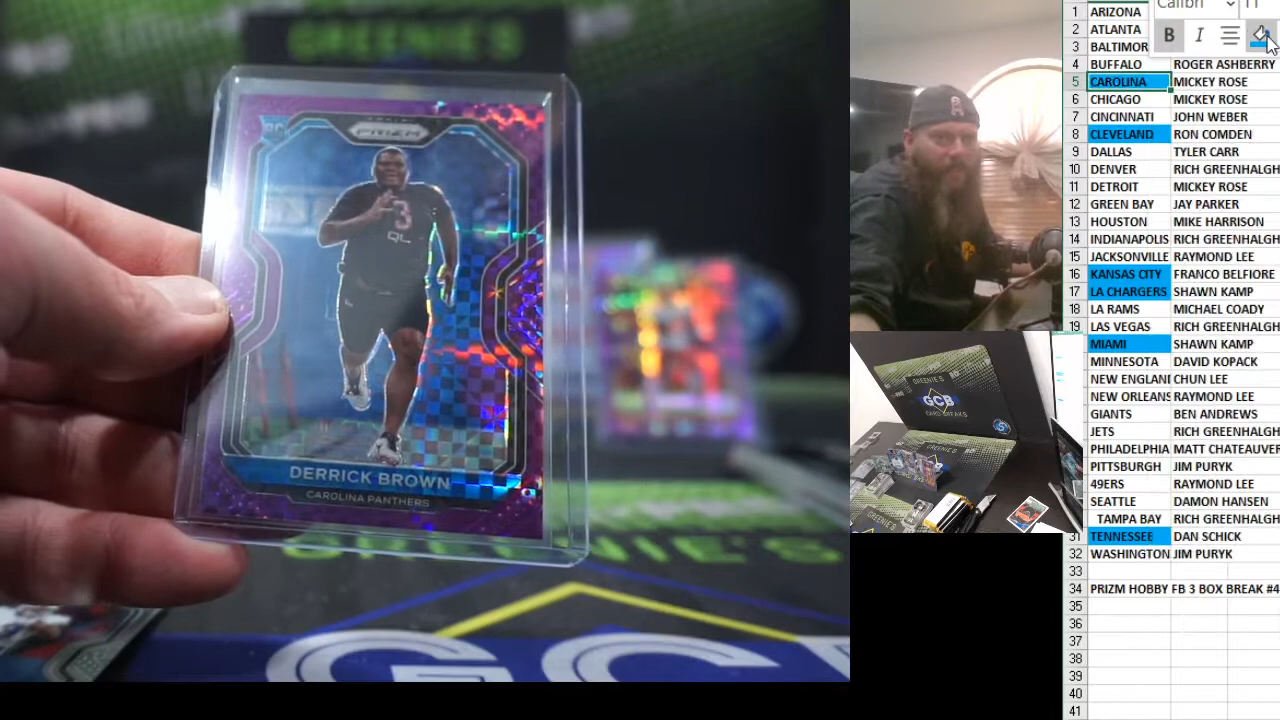 RC
PRIZM
3
QL
DERRICK BROWN
CAROLINA PANTHERS
GREENIE'S
GCB
GREENIE'S
GCB
CARD BREAKS
GREENIE'S
Calibri 11
B I
1 ARIZONA
2 ATLANTA
3 BALTIMOR
4 BUFFALO ROGER ASHBERRY
5 CAROLINA MICKEY ROSE
6 CHICAGO MICKEY ROSE
7 CINCINNATI JOHN WEBER
8 CLEVELAND RON COMDEN
9 DALLAS TYLER CARR
10 DENVER RICH GREENHALGH
11 DETROIT MICKEY ROSE
12 GREEN BAY JAY PARKER
13 HOUSTON MIKE HARRISON
14 INDIANAPOLIS RICH GREENHALGH
15 JACKSONVILLE RAYMOND LEE
16 KANSAS CITY FRANCO BELFIORE
17 LA CHARGERS SHAWN KAMP
18 LA RAMS MICHAEL COADY
19 LAS VEGAS RICH GREENHALGH
MIAMI SHAWN KAMP
MINNESOTA DAVID KOPACK
NEW ENGLAND CHUN LEE
NEW ORLEANS RAYMOND LEE
GIANTS BEN ANDREWS
JETS RICH GREENHALGH
PHILADELPHIA MATT CHATEAUVER
PITTSBURGH JIM PURYK
49ERS RAYMOND LEE
SEATTLE DAMON HANSEN
TAMPA BAY RICH GREENHALGH
31 TENNESSEE DAN SCHICK
32 WASHINGTON JIM PURYK
33
34 PRIZM HOBBY FB 3 BOX BREAK #4
35
36
37
38
39
40
41